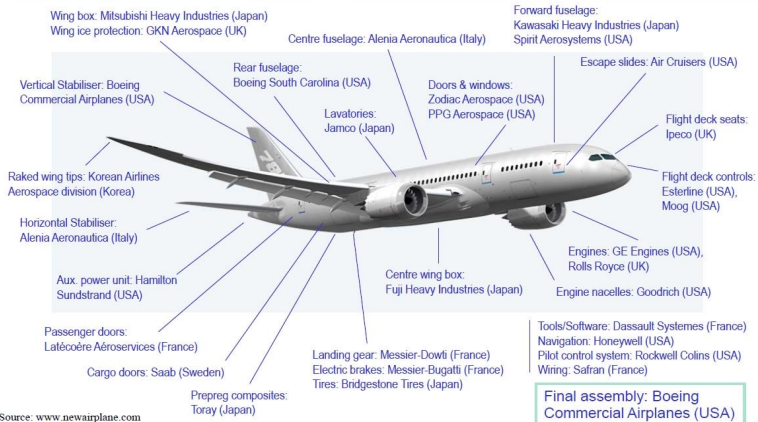 Wing box: Mitsubishi Heavy Industries (Japan)
Wing ice protection: GKN Aerospace (UK)
Centre fuselage: Alenia Aeronautica (Italy)
Forward fuselage:
Kawasaki Heavy Industries (Japan)
Spirit Aerosystems (USA)
Escape slides: Air Cruisers (USA)
Vertical Stabiliser: Boeing
Commercial Airplanes (USA)
Rear fuselage:
Boeing South Carolina (USA)
Lavatories:
Jamco (Japan)
Doors & windows:
Zodiac Aerospace (USA)
PPG Aerospace (USA)
Flight deck seats:
Ipeco (UK)
Raked wing tips: Korean Airlines
Aerospace division (Korea)
Flight deck controls:
Esterline (USA),
Moog (USA)
Horizontal Stabiliser:
Alenia Aeronautica (Italy)
Engines: GE Engines (USA),
Rolls Royce (UK)
Aux. power unit: Hamilton
Sundstrand (USA)
Centre wing box:
Fuji Heavy Industries (Japan)
Engine nacelles: Goodrich (USA)
Passenger doors:
Latécoère Aéroservices (France)
Cargo doors: Saab (Sweden)
Prepreg composites:
Toray (Japan)
Landing gear: Messier-Dowti (France)
Electric brakes: Messier-Bugatti (France)
Tires: Bridgestone Tires (Japan)
Tools/Software: Dassault Systemes (France)
Navigation: Honeywell (USA)
Pilot control system: Rockwell Colins (USA)
Wiring: Safran (France)
Final assembly: Boeing
Commercial Airplanes (USA)
Source: www.newairplane.com